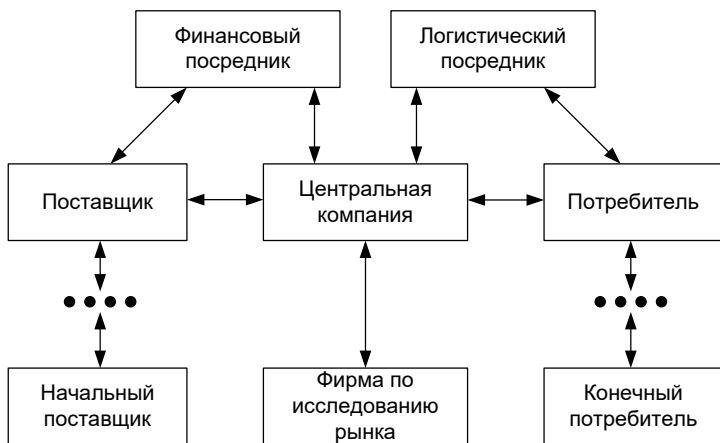 Финансовый
посредник
Логистический
посредник
Поставщик
Центральная
компания
Потребитель
Начальный
поставщик
Фирма по
исследованию
рынка
Конечный
потребитель